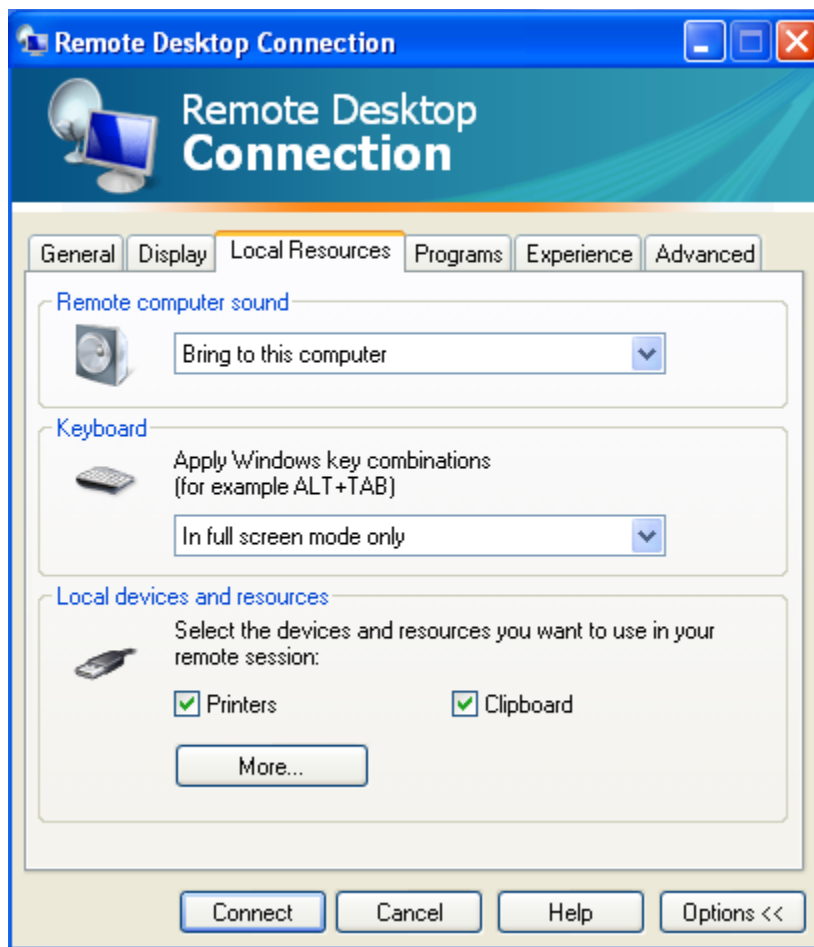 Remote Desktop Connection
Remote Desktop
Connection
General Display Local Resources Programs Experience Advanced
Remote computer sound
Bring to this computer
Keyboard
Apply Windows key combinations
(for example ALT+TAB)
In full screen mode only
Local devices and resources
Select the devices and resources you want to use in your
remote session:
Printers Clipboard
More...
Connect Cancel Help Options <<